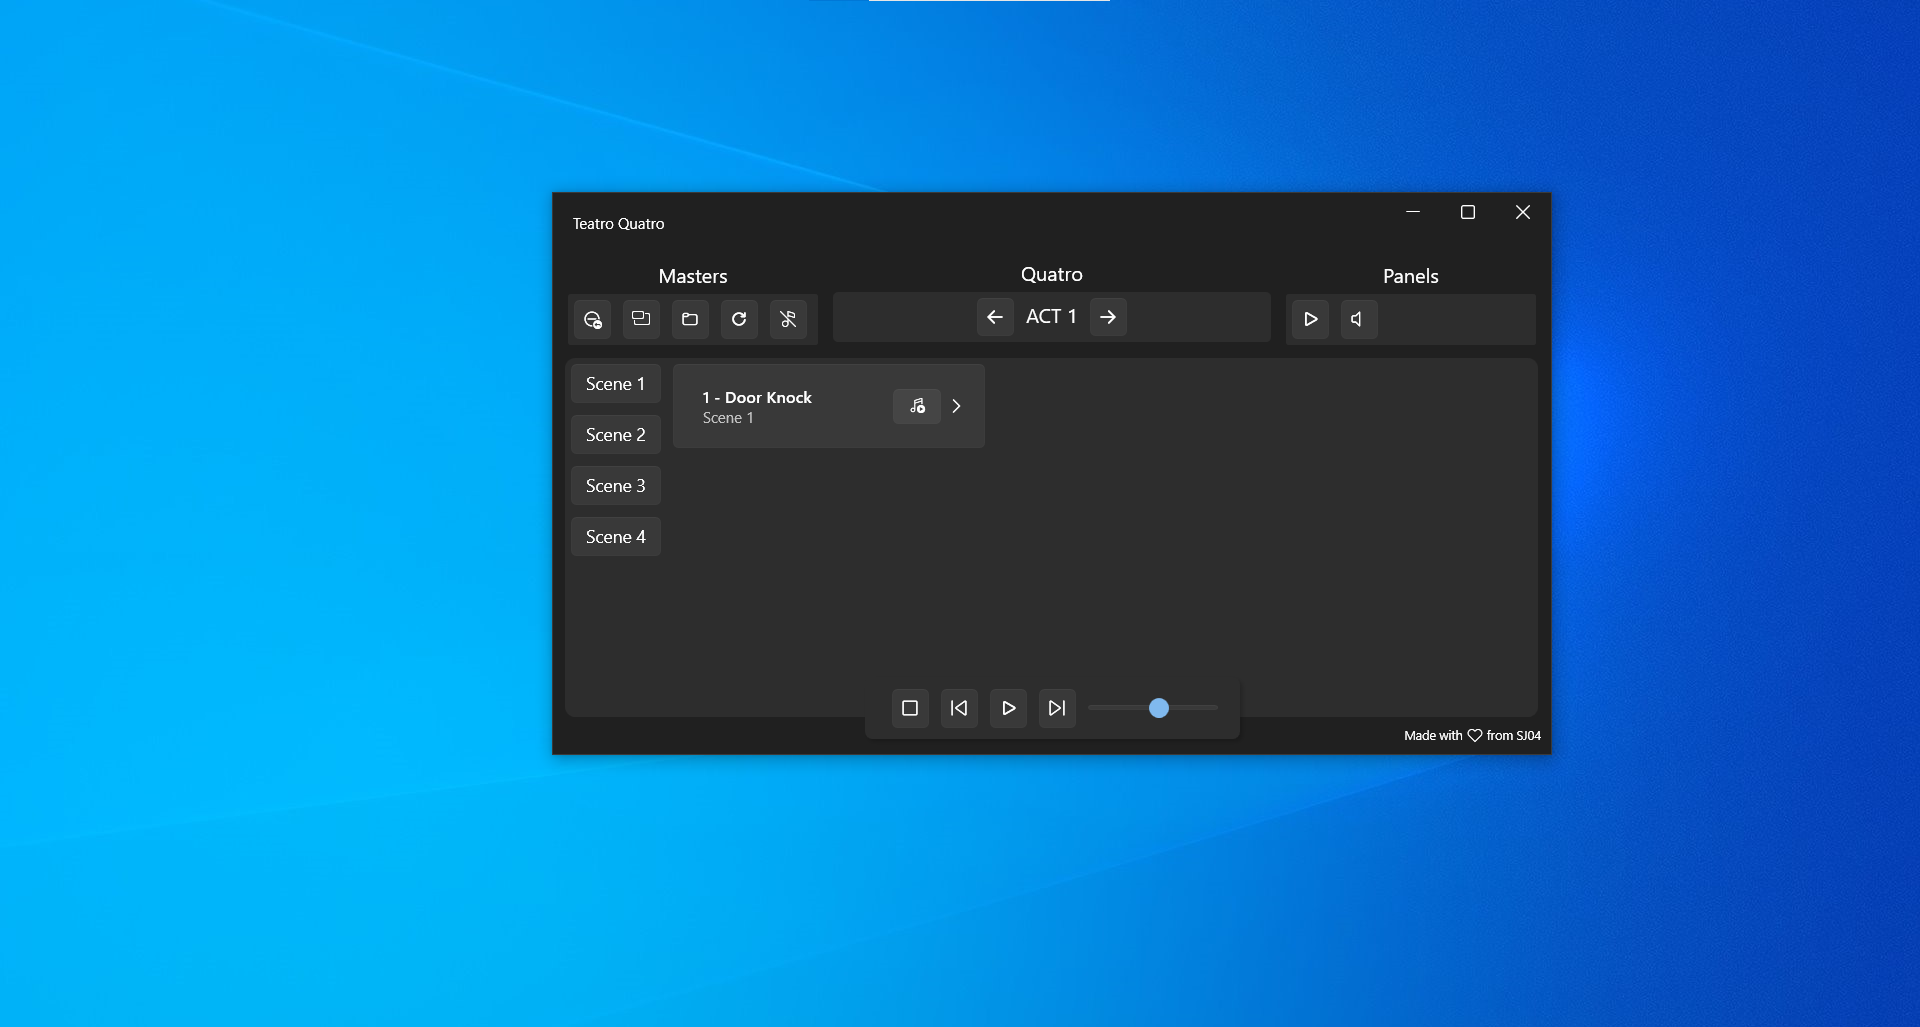 Teatro Quatro
Masters
Quatro
Panels
ACT 1
Scene 1
Scene 2
Scene 3
Scene 4
1 - Door Knock
Scene 1
Made with ♡ from SJ04